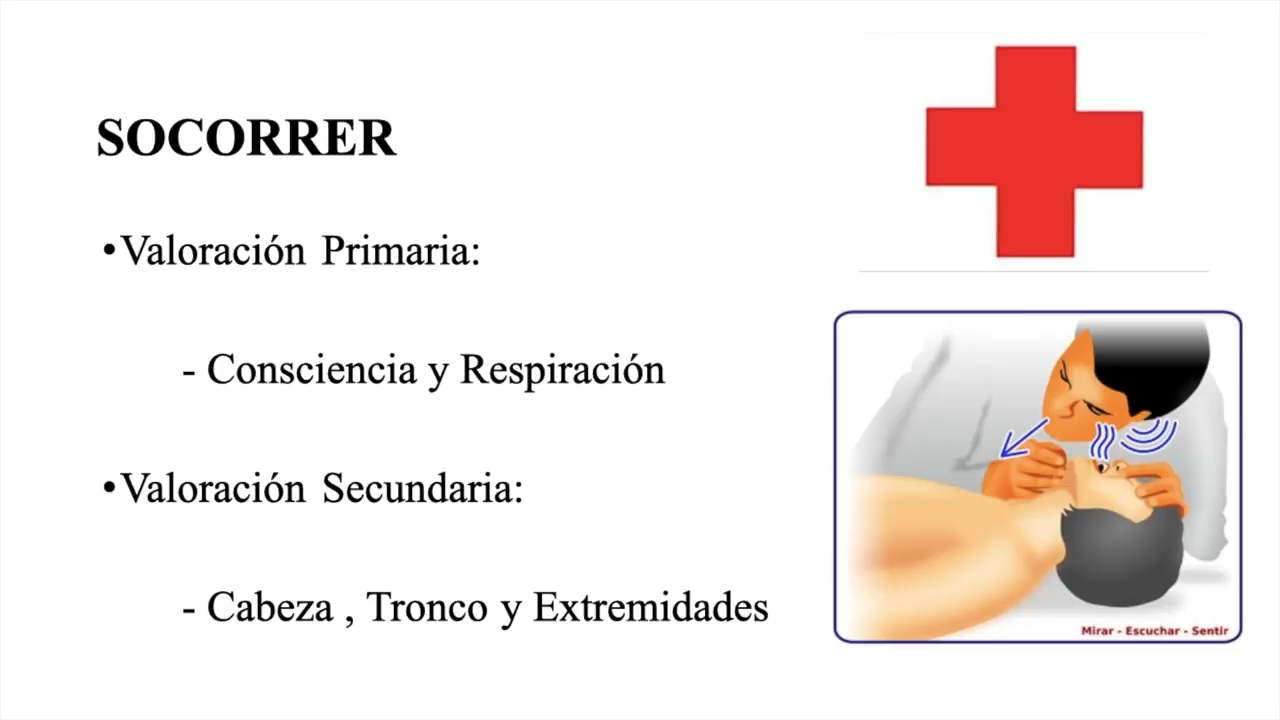 SOCORRER
•Valoración Primaria:
- Consciencia y Respiración
•Valoración Secundaria:
- Cabeza , Tronco y Extremidades
Mirar - Escuchar - Sentir